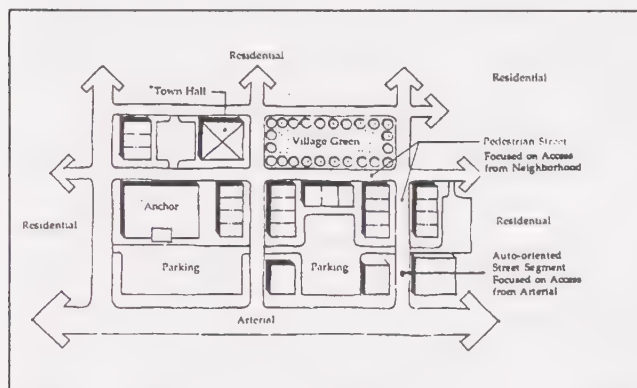 Residential
Residential
*Town Hall
Village Green
Pedestrian Street
Focused on Access
from Neighborhood
Residential
Anchor
Residential
Parking
Parking
Auto-oriented
Street Segment
Focused on Access
from Arterial
Arterial